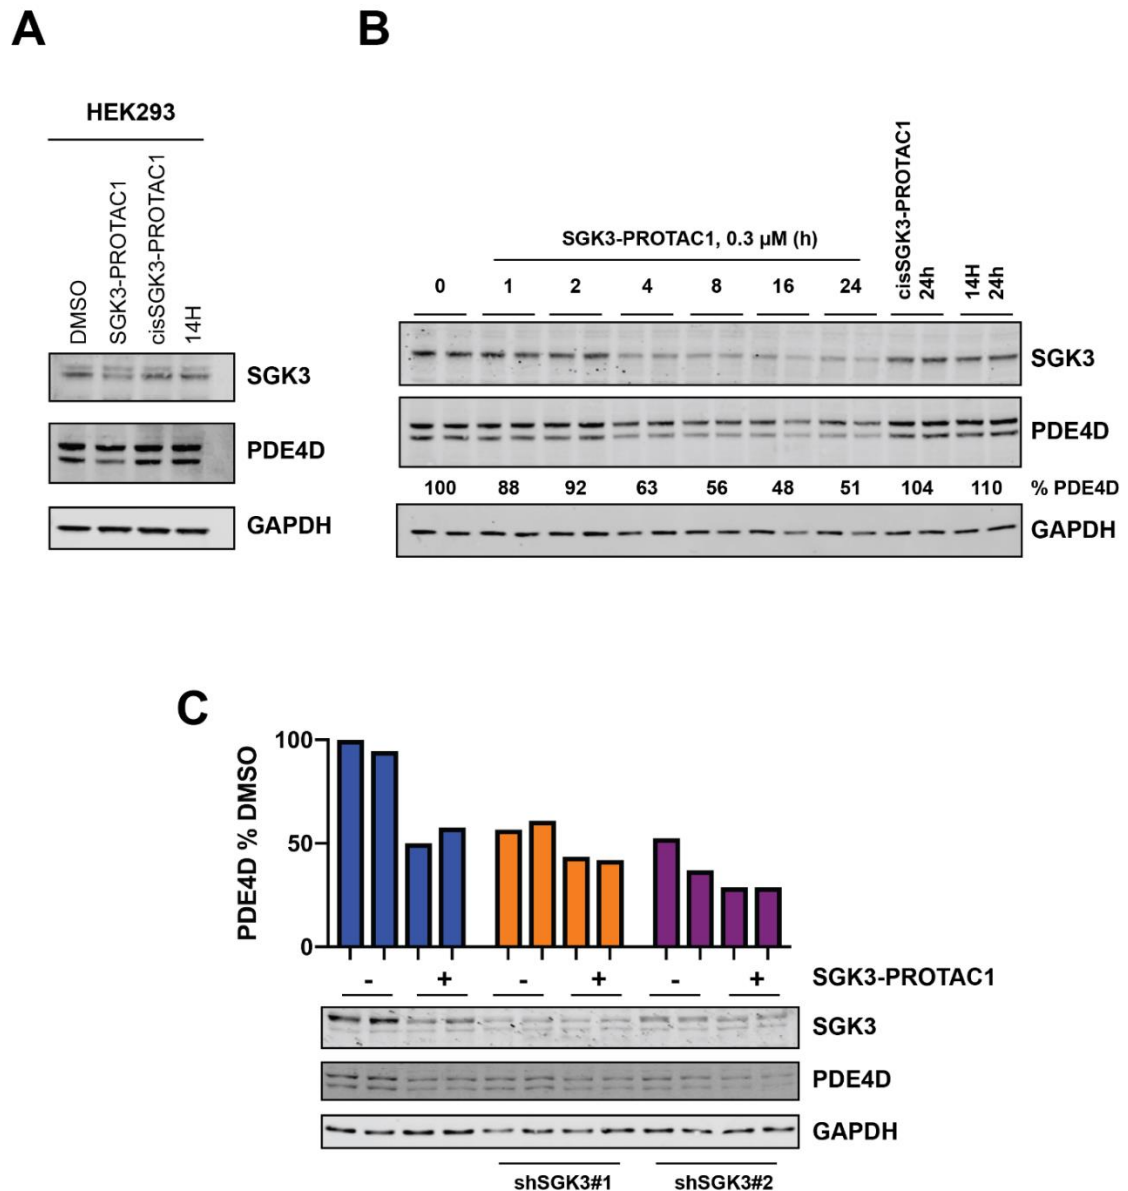 A
HEK293
DMSO
SGK3-PROTAC1
cisSGK3-PROTAC1
14H
SGK3
PDE4D
GAPDH
B
SGK3-PROTAC1, 0.3 µM (h)
cisSGK3-PROTAC1
24h
14H
24h
0 1 2 4 8 16 24
SGK3
PDE4D
100 88 92 63 56 48 51 104 110 % PDE4D
GAPDH
C
PDE4D % DMSO
100
50
0
- + - + - + SGK3-PROTAC1
SGK3
PDE4D
GAPDH
shSGK3#1 shSGK3#2